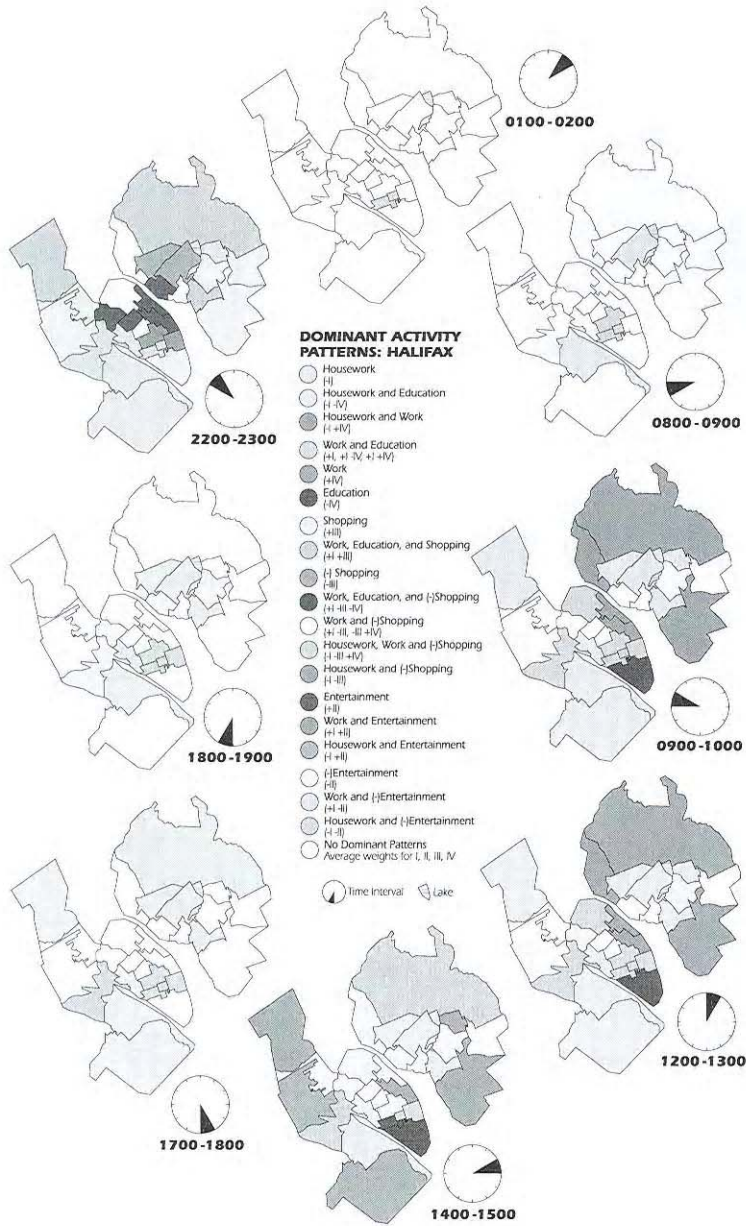 0100-0200
0800-0900
2200-2300
DOMINANT ACTIVITY
PATTERNS: HALIFAX
Housework
(-I)
Housework and Education
(-I -IV)
Housework and Work
(-I +IV)
Work and Education
(+I, +I -IV, +I +IV)
Work
(+IV)
Education
(-IV)
Shopping
(+III)
Work, Education, and Shopping
(+I +III)
(-) Shopping
(-III)
Work, Education, and (-)Shopping
(+I -III -IV)
Work and (-)Shopping
(+I -III, -III +IV)
Housework, Work and (-)Shopping
(-I -III +IV)
Housework and (-)Shopping
(-I -III)
Entertainment
(+II)
Work and Entertainment
(+I +II)
Housework and Entertainment
(-I +II)
(-)Entertainment
(-II)
Work and (-)Entertainment
(+I -II)
Housework and (-)Entertainment
(-I -II)
No Dominant Patterns
Average weights for I, II, III, IV
Time Interval Lake
1800-1900
0900-1000
1700-1800
1200-1300
1400-1500